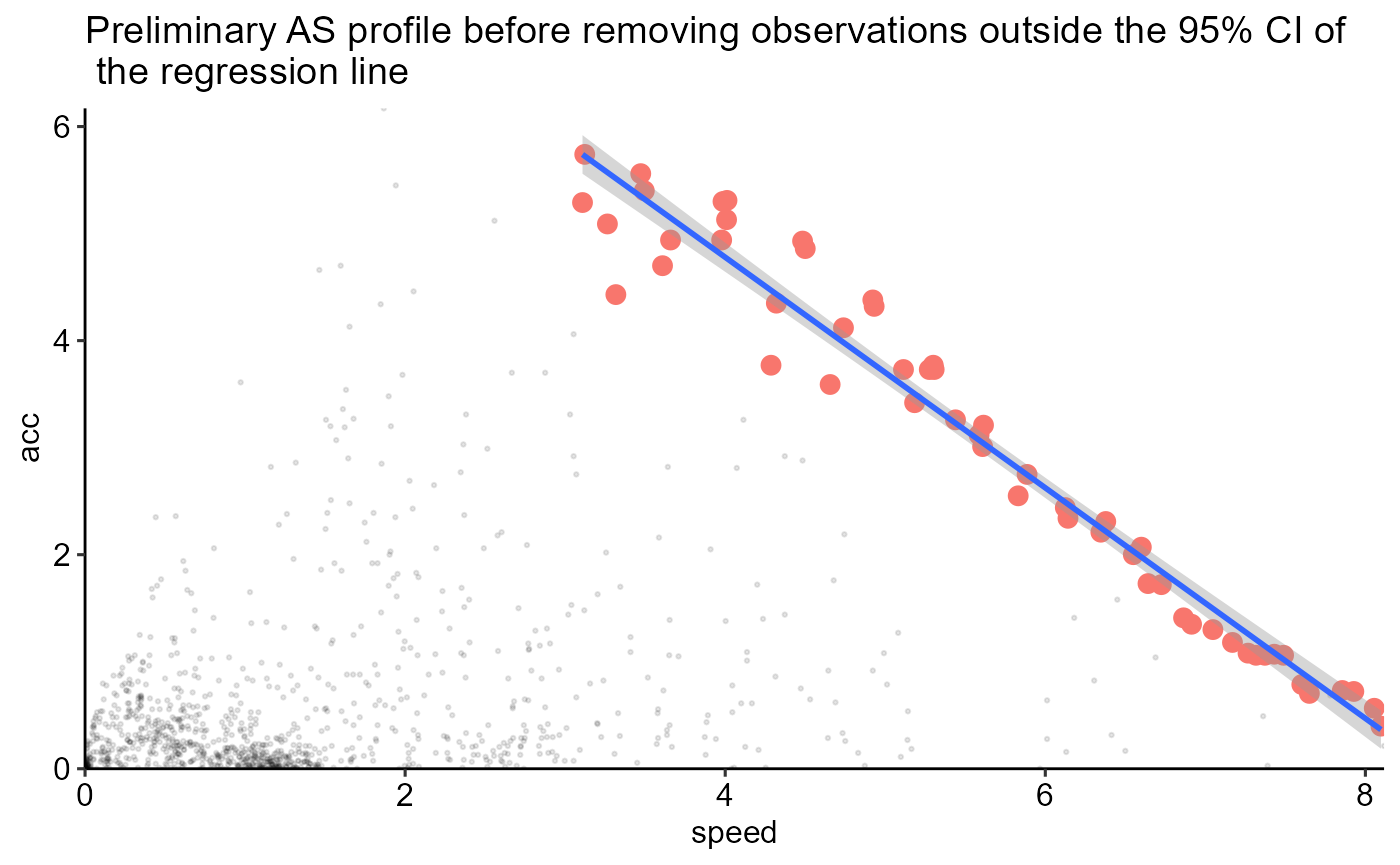 Preliminary AS profile before removing observations outside the 95% CI of
the regression line
6
4
2
0
acc
0 2 4 6 8
speed